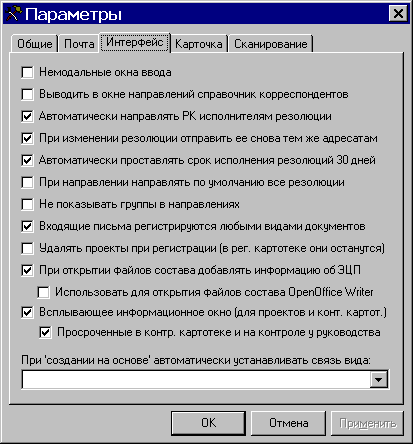 Параметры
Общие Почта Интерфейс Карточка Сканирование
Немодальные окна ввода
Выводить в окне направлений справочник корреспондентов
Автоматически направлять РК исполнителям резолюции
При изменении резолюции отправить ее снова тем же адресатам
Автоматически проставлять срок исполнения резолюций 30 дней
При направлении направлять по умолчанию все резолюции
Не показывать группы в направлениях
Входящие письма регистрируются любыми видами документов
Удалять проекты при регистрации (в рег. картотеке они останутся)
При открытии файлов состава добавлять информацию об ЭЦП
Использовать для открытия файлов состава OpenOffice Writer
Всплывающее информационное окно (для проектов и конт. картот.)
Просроченные в контр. картотеке и на контроле у руководства
При 'создании на основе' автоматически устанавливать связь вида:
ОК Отмена Применить